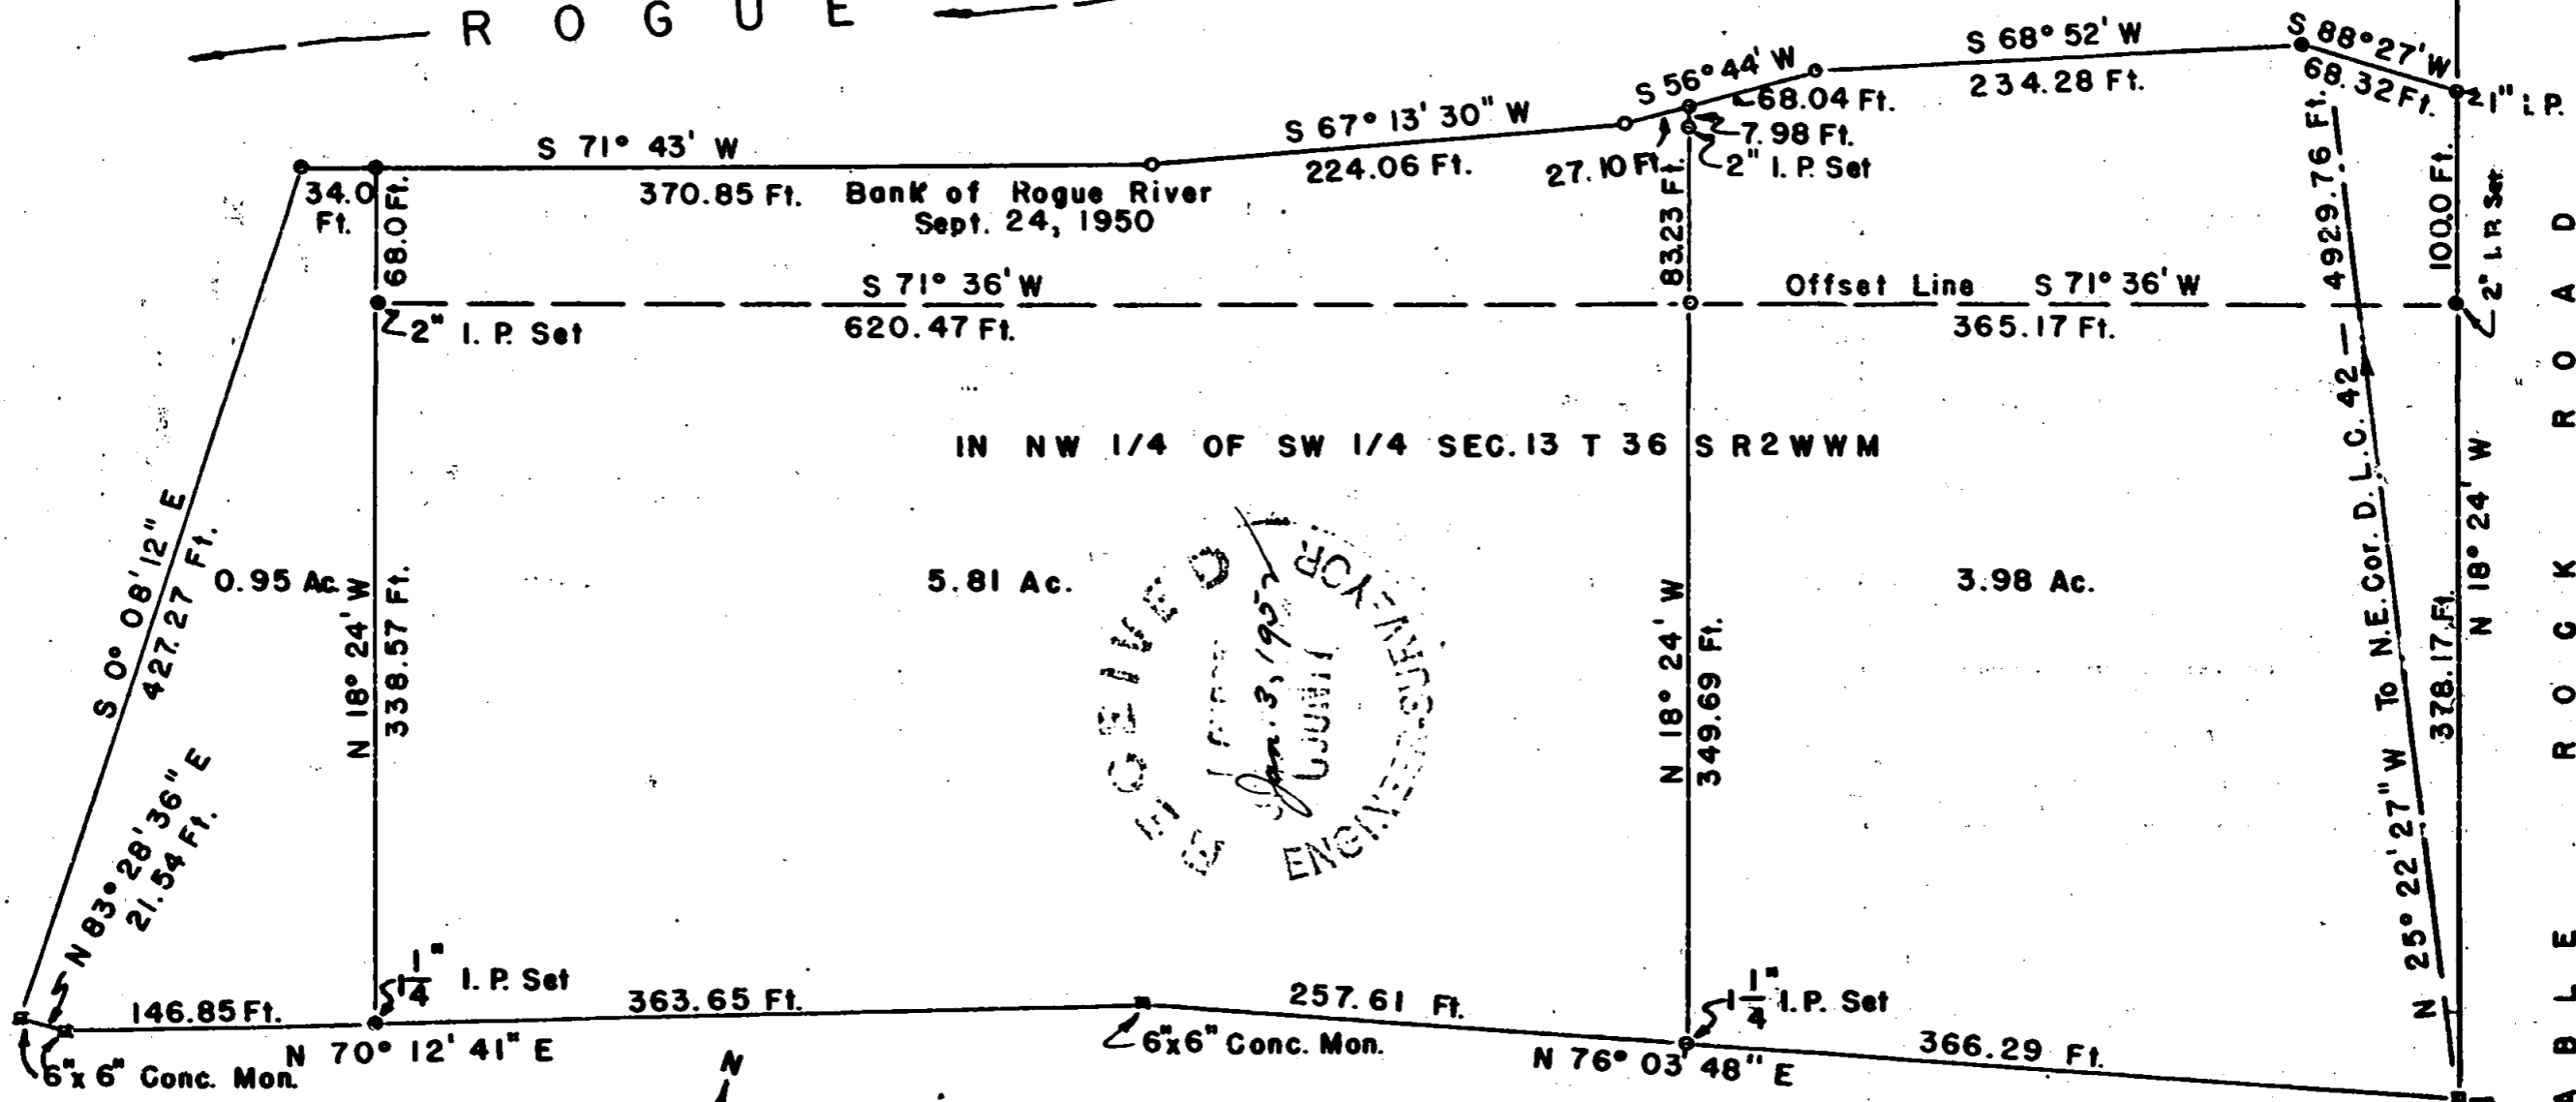 R O G U E
S 88° 27' W
68.32 Ft.
1" I.P.
S 68° 52' W
234.28 Ft.
S 56° 44' W
68.04 Ft.
7.98 Ft.
2" I.P. Set
27.10 Ft.
S 67° 13' 30" W
224.06 Ft.
S 71° 43' W
34.0
Ft.
370.85 Ft.
Bank of Rogue River
Sept. 24, 1950
68.0 Ft.
83.23 Ft.
4929.76 Ft.
100.0 Ft.
2" I.P. Set
S 71° 36' W
620.47 Ft.
2" I.P. Set
Offset Line S 71° 36' W
365.17 Ft.
IN NW 1/4 OF SW 1/4 SEC. 13 T 36 S R 2 W W M
S 0° 08' 12" E
427.27 Ft.
0.95 Ac.
N 18° 24' W
338.57 Ft.
5.81 Ac.
RECEIVED
Jan. 3, 1952
COUNTY
ENGINEER-SURVEYOR
N 18° 24' W
349.69 Ft.
3.98 Ac.
N 25° 22' 27" W To N.E. Cor. D.L.C. 42
378.17 Ft.
N 18° 24' W
A B L E R O C K R O A D
N 83° 28' 36" E
21.54 Ft.
146.85 Ft.
6" x 6" Conc. Mon.
1 1/4" I.P. Set
N 70° 12' 41" E
363.65 Ft.
6"x6" Conc. Mon.
257.61 Ft.
N 76° 03' 48" E
1 1/4" I.P. Set
366.29 Ft.
N